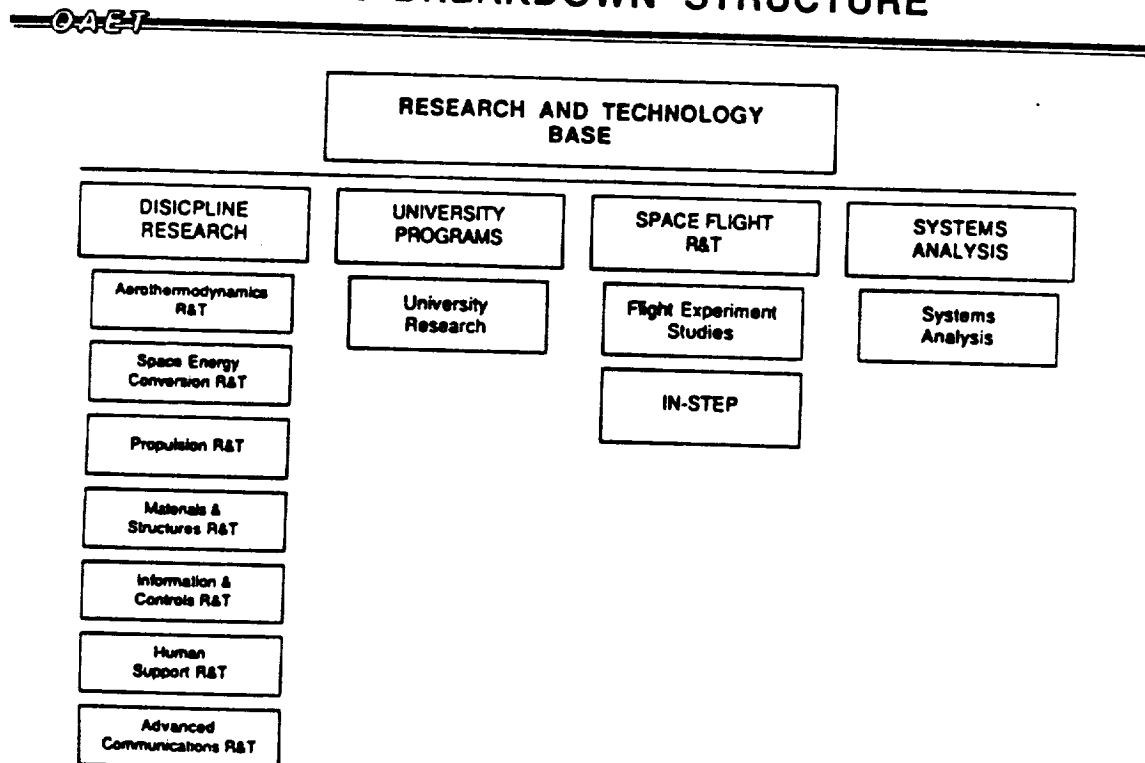 BREAKDOWN STRUCTURE
OAET
RESEARCH AND TECHNOLOGY
BASE
DISICPLINE
RESEARCH
Aerothermodynamics
R&T
Space Energy
Conversion R&T
Propulsion R&T
Materials &
Structures R&T
Information &
Controls R&T
Human
Support R&T
Advanced
Communications R&T
UNIVERSITY
PROGRAMS
University
Research
SPACE FLIGHT
R&T
Flight Experiment
Studies
IN-STEP
SYSTEMS
ANALYSIS
Systems
Analysis